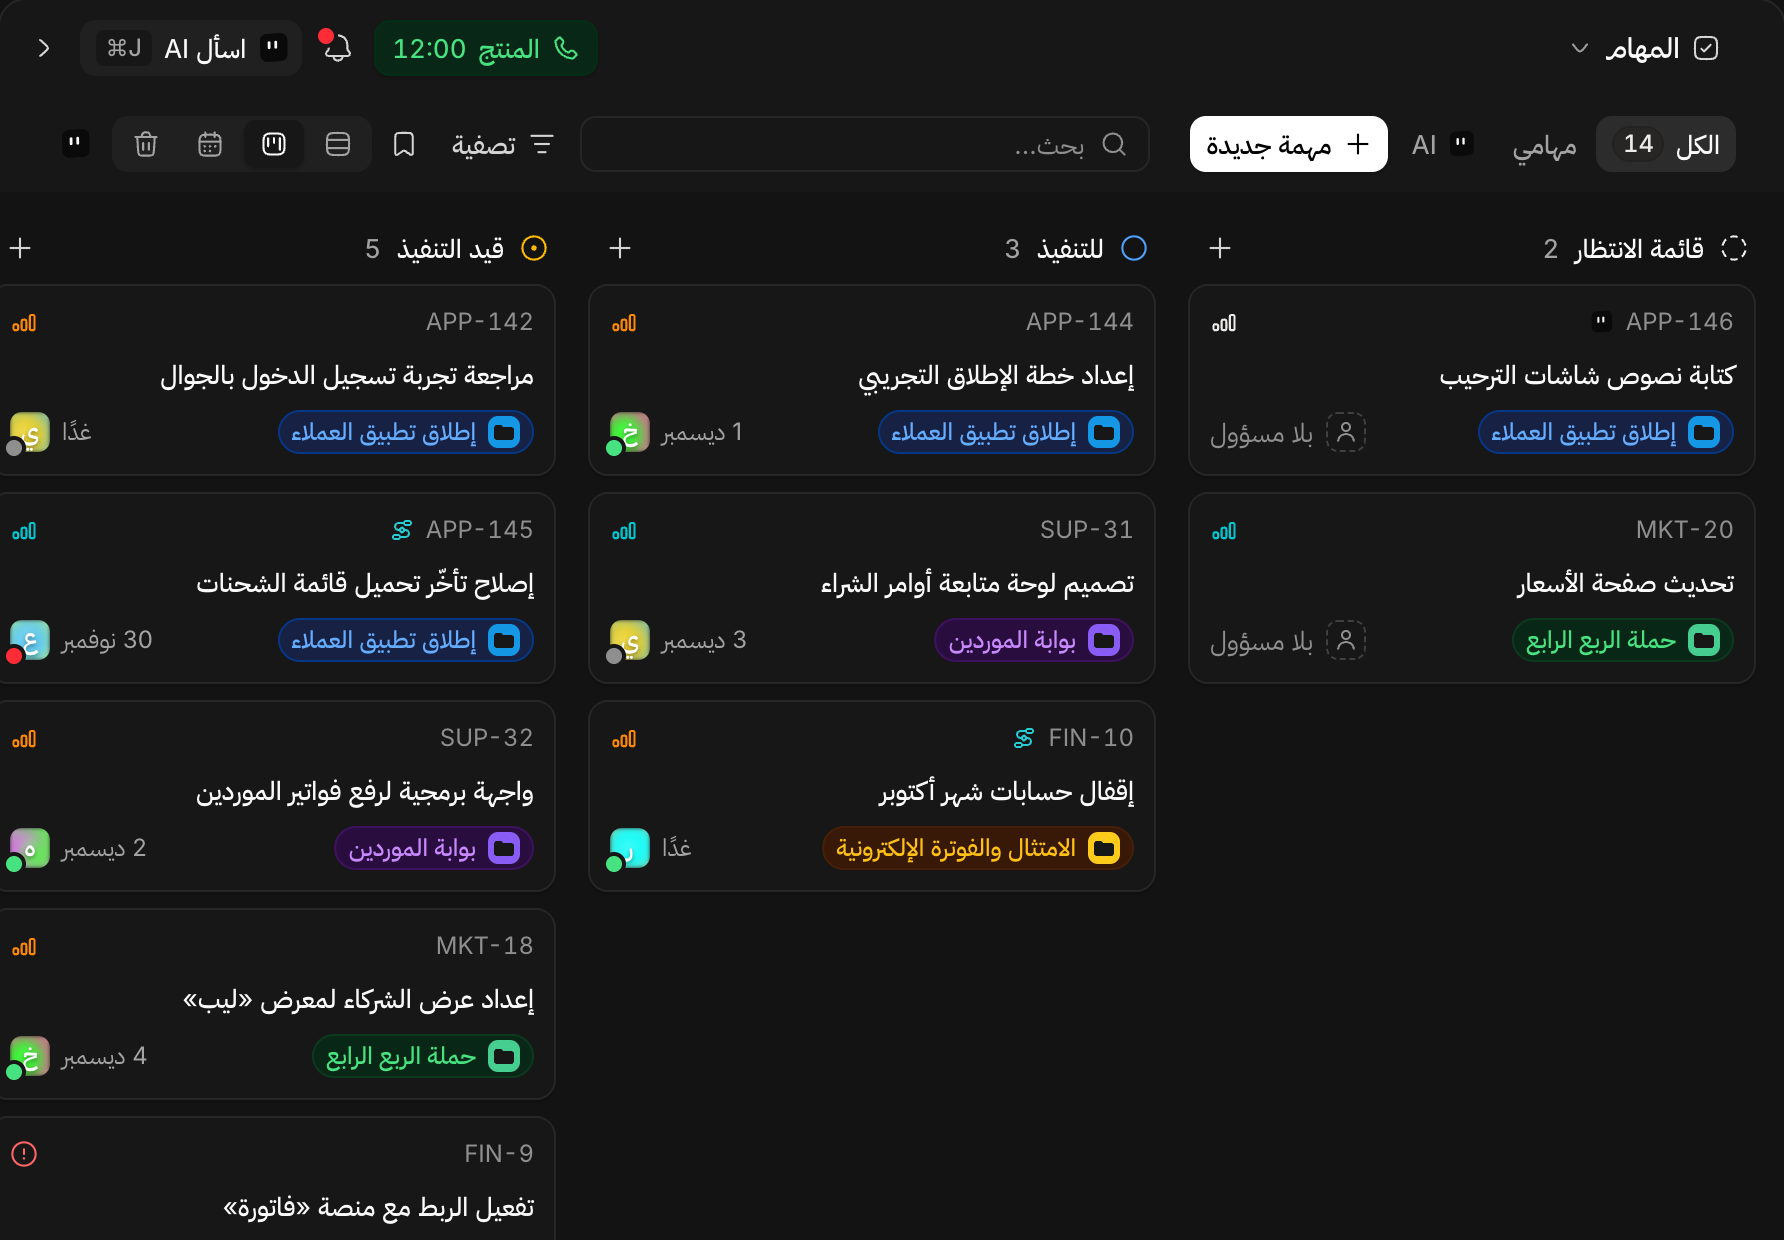 المهام
المنتج 12:00
اسأل AI ⌘J
الكل 14
مهامي
AI
مهمة جديدة
بحث...
تصفية
قائمة الانتظار 2
APP-146
كتابة نصوص شاشات الترحيب
إطلاق تطبيق العملاء
بلا مسؤول
MKT-20
تحديث صفحة الأسعار
حملة الربع الرابع
بلا مسؤول
للتنفيذ 3
APP-144
إعداد خطة الإطلاق التجريبي
إطلاق تطبيق العملاء
1 ديسمبر
خ
SUP-31
تصميم لوحة متابعة أوامر الشراء
بوابة الموردين
3 ديسمبر
ي
FIN-10
إقفال حسابات شهر أكتوبر
الامتثال والفوترة الإلكترونية
غدًا
ر
قيد التنفيذ 5
APP-142
مراجعة تجربة تسجيل الدخول بالجوال
إطلاق تطبيق العملاء
غدًا
ي
APP-145
إصلاح تأخّر تحميل قائمة الشحنات
إطلاق تطبيق العملاء
30 نوفمبر
ع
SUP-32
واجهة برمجية لرفع فواتير الموردين
بوابة الموردين
2 ديسمبر
ه
MKT-18
إعداد عرض الشركاء لمعرض «ليب»
حملة الربع الرابع
4 ديسمبر
خ
FIN-9
تفعيل الربط مع منصة «فاتورة»